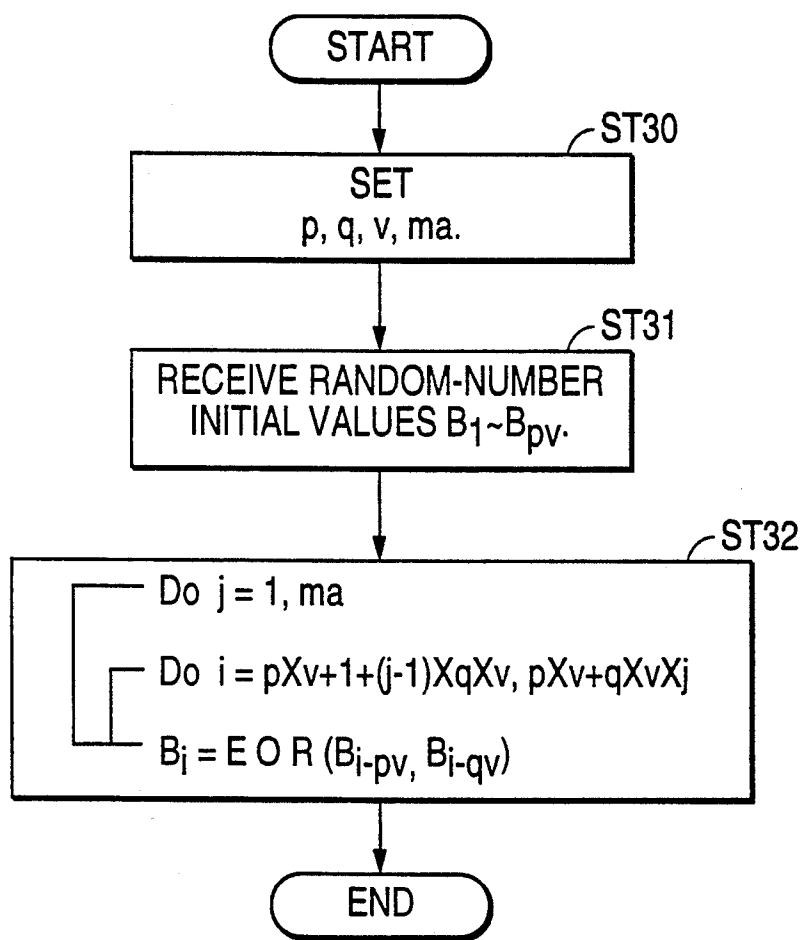 START
ST30
SET
p, q, v, ma.
ST31
RECEIVE RANDOM-NUMBER
INITIAL VALUES B1~Bpv.
ST32
Do j = 1, ma
Do i = pXv+1+(j-1)XqXv, pXv+qXvXj
Bi = E O R (Bi-pv, Bi-qv)
END